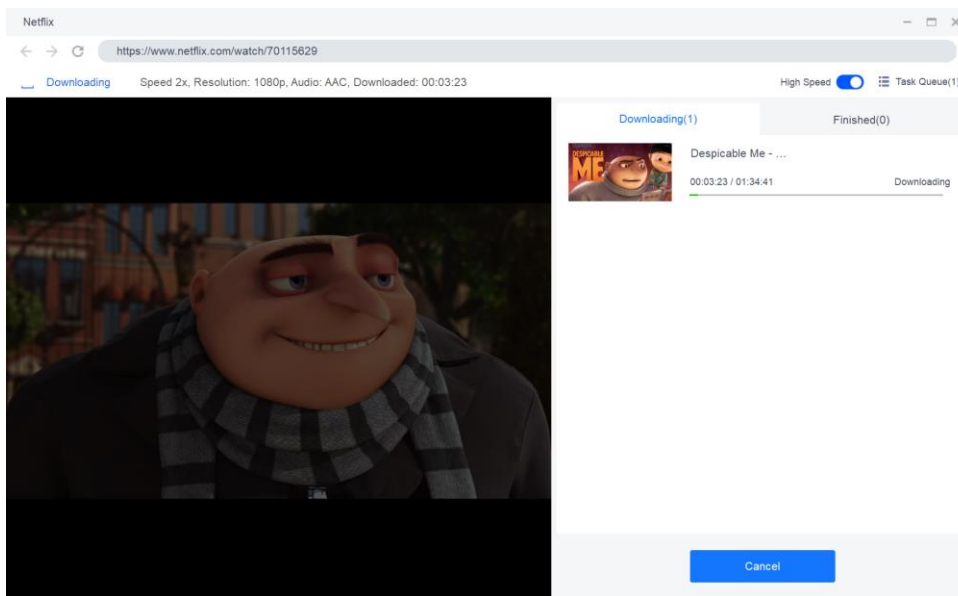 Netflix
https://www.netflix.com/watch/70115629
Downloading Speed 2x, Resolution: 1080p, Audio: AAC, Downloaded: 00:03:23 High Speed Task Queue(1)
Downloading(1) Finished(0)
DESPICABLE
ME
Despicable Me - ...
00:03:23 / 01:34:41 Downloading
Cancel